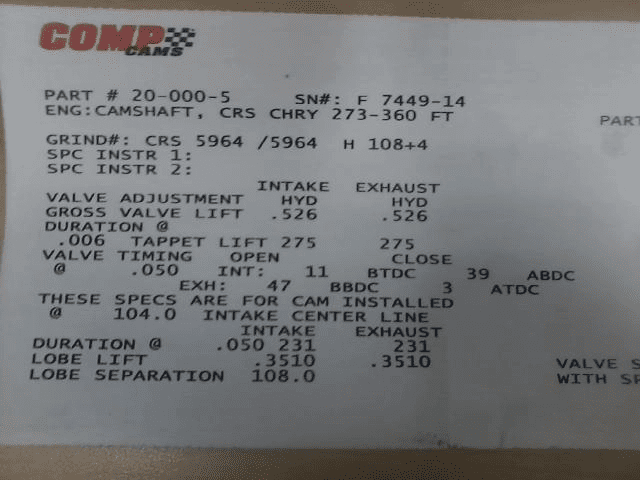 COMP
CAMS
PART # 20-000-5 SN#: F 7449-14
ENG:CAMSHAFT, CRS CHRY 273-360 FT
PART
GRIND#: CRS 5964 /5964 H 108+4
SPC INSTR 1:
SPC INSTR 2:
INTAKE EXHAUST
VALVE ADJUSTMENT HYD HYD
GROSS VALVE LIFT .526 .526
DURATION @
.006 TAPPET LIFT 275 275
VALVE TIMING OPEN CLOSE
@ .050 INT: 11 BTDC 39 ABDC
EXH: 47 BBDC 3 ATDC
THESE SPECS ARE FOR CAM INSTALLED
@ 104.0 INTAKE CENTER LINE
INTAKE EXHAUST
DURATION @ .050 231 231
LOBE LIFT .3510 .3510
LOBE SEPARATION 108.0
VALVE S
WITH SP